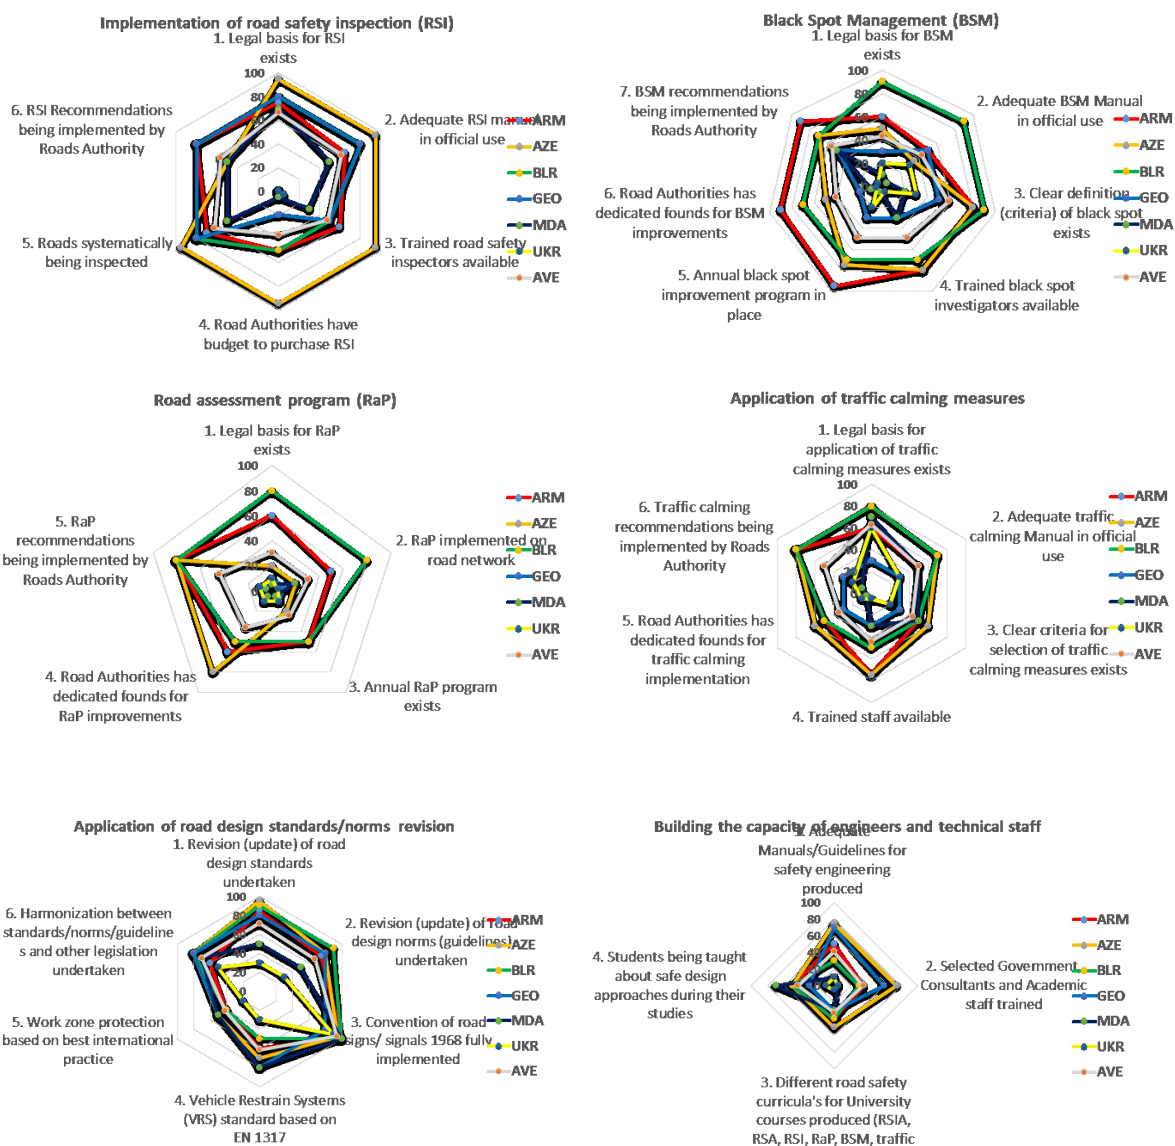 Implementation of road safety inspection (RSI)
1. Legal basis for RSI
exists
100
80
60
40
20
0
2. Adequate RSI manual
in official use
3. Trained road safety
inspectors available
4. Road Authorities have
budget to purchase RSI
5. Roads systematically
being inspected
6. RSI Recommendations
being implemented by
Roads Authority
ARM
AZE
BLR
GEO
MDA
UKR
AVE
Black Spot Management (BSM)
1. Legal basis for BSM
exists
100
80
60
40
20
0
2. Adequate BSM Manual
in official use
3. Clear definition
(criteria) of black spot
exists
4. Trained black spot
investigators available
5. Annual black spot
improvement program in
place
6. Road Authorities has
dedicated founds for BSM
improvements
7. BSM recommendations
being implemented by
Roads Authority
ARM
AZE
BLR
GEO
MDA
UKR
AVE
Road assessment program (RaP)
1. Legal basis for RaP
exists
100
80
60
40
20
0
2. RaP implemented on
road network
3. Annual RaP program
exists
4. Road Authorities has
dedicated founds for
RaP improvements
5. RaP
recommendations
being implemented by
Roads Authority
ARM
AZE
BLR
GEO
MDA
UKR
AVE
Application of traffic calming measures
1. Legal basis for
application of traffic
calming measures exists
100
80
60
40
20
0
2. Adequate traffic
calming Manual in official
use
3. Clear criteria for
selection of traffic
calming measures exists
4. Trained staff available
5. Road Authorities has
dedicated founds for
traffic calming
implementation
6. Traffic calming
recommendations being
implemented by Roads
Authority
ARM
AZE
BLR
GEO
MDA
UKR
AVE
Application of road design standards/norms revision
1. Revision (update) of road
design standards
undertaken
100
80
60
40
20
0
2. Revision (update) of road
design norms (guidelines)
undertaken
3. Convention of road
signs/ signals 1968 fully
implemented
4. Vehicle Restrain Systems
(VRS) standard based on
EN 1317
5. Work zone protection
based on best international
practice
6. Harmonization between
standards/norms/guideline
s and other legislation
undertaken
ARM
AZE
BLR
GEO
MDA
UKR
AVE
Building the capacity of engineers and technical staff
1. Adequate
Manuals/Guidelines for
safety engineering
produced
100
80
60
40
20
0
2. Selected Government,
Consultants and Academic
staff trained
3. Different road safety
curricula's for University
courses produced (RSIA,
RSA, RSI, RaP, BSM, traffic
4. Students being taught
about safe design
approaches during their
studies
ARM
AZE
BLR
GEO
MDA
UKR
AVE